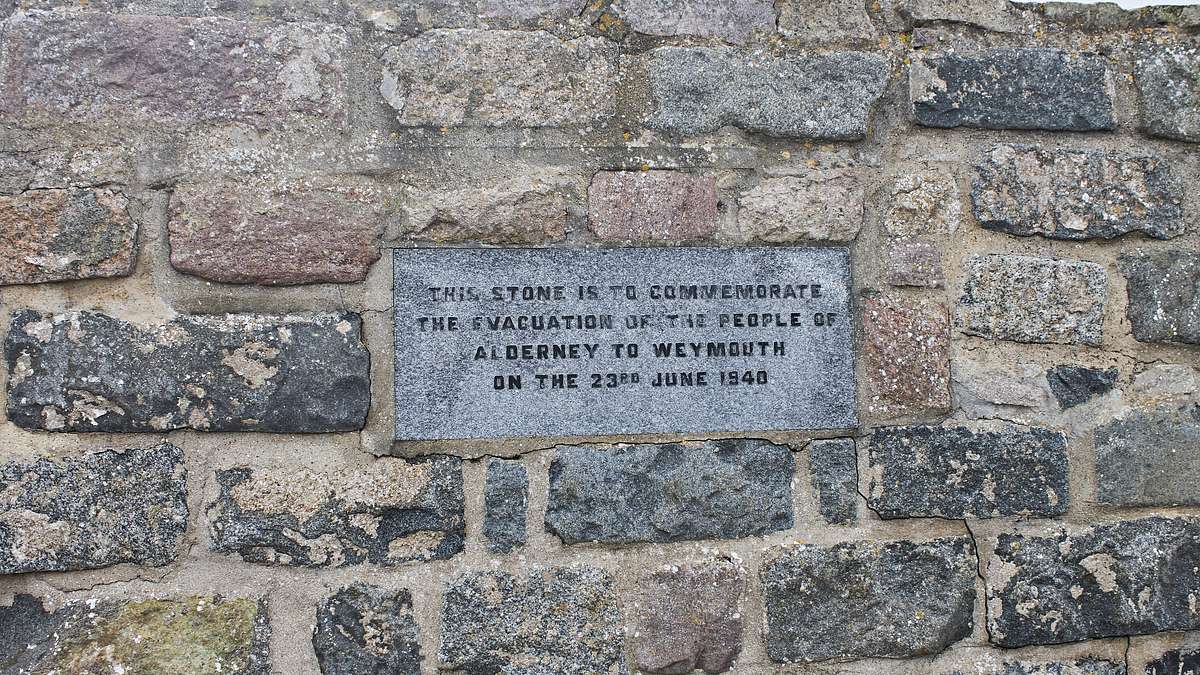 THIS STONE IS TO COMMEMORATE
THE EVACUATION OF THE PEOPLE OF
ALDERNEY TO WEYMOUTH
ON THE 23RD JUNE 1940